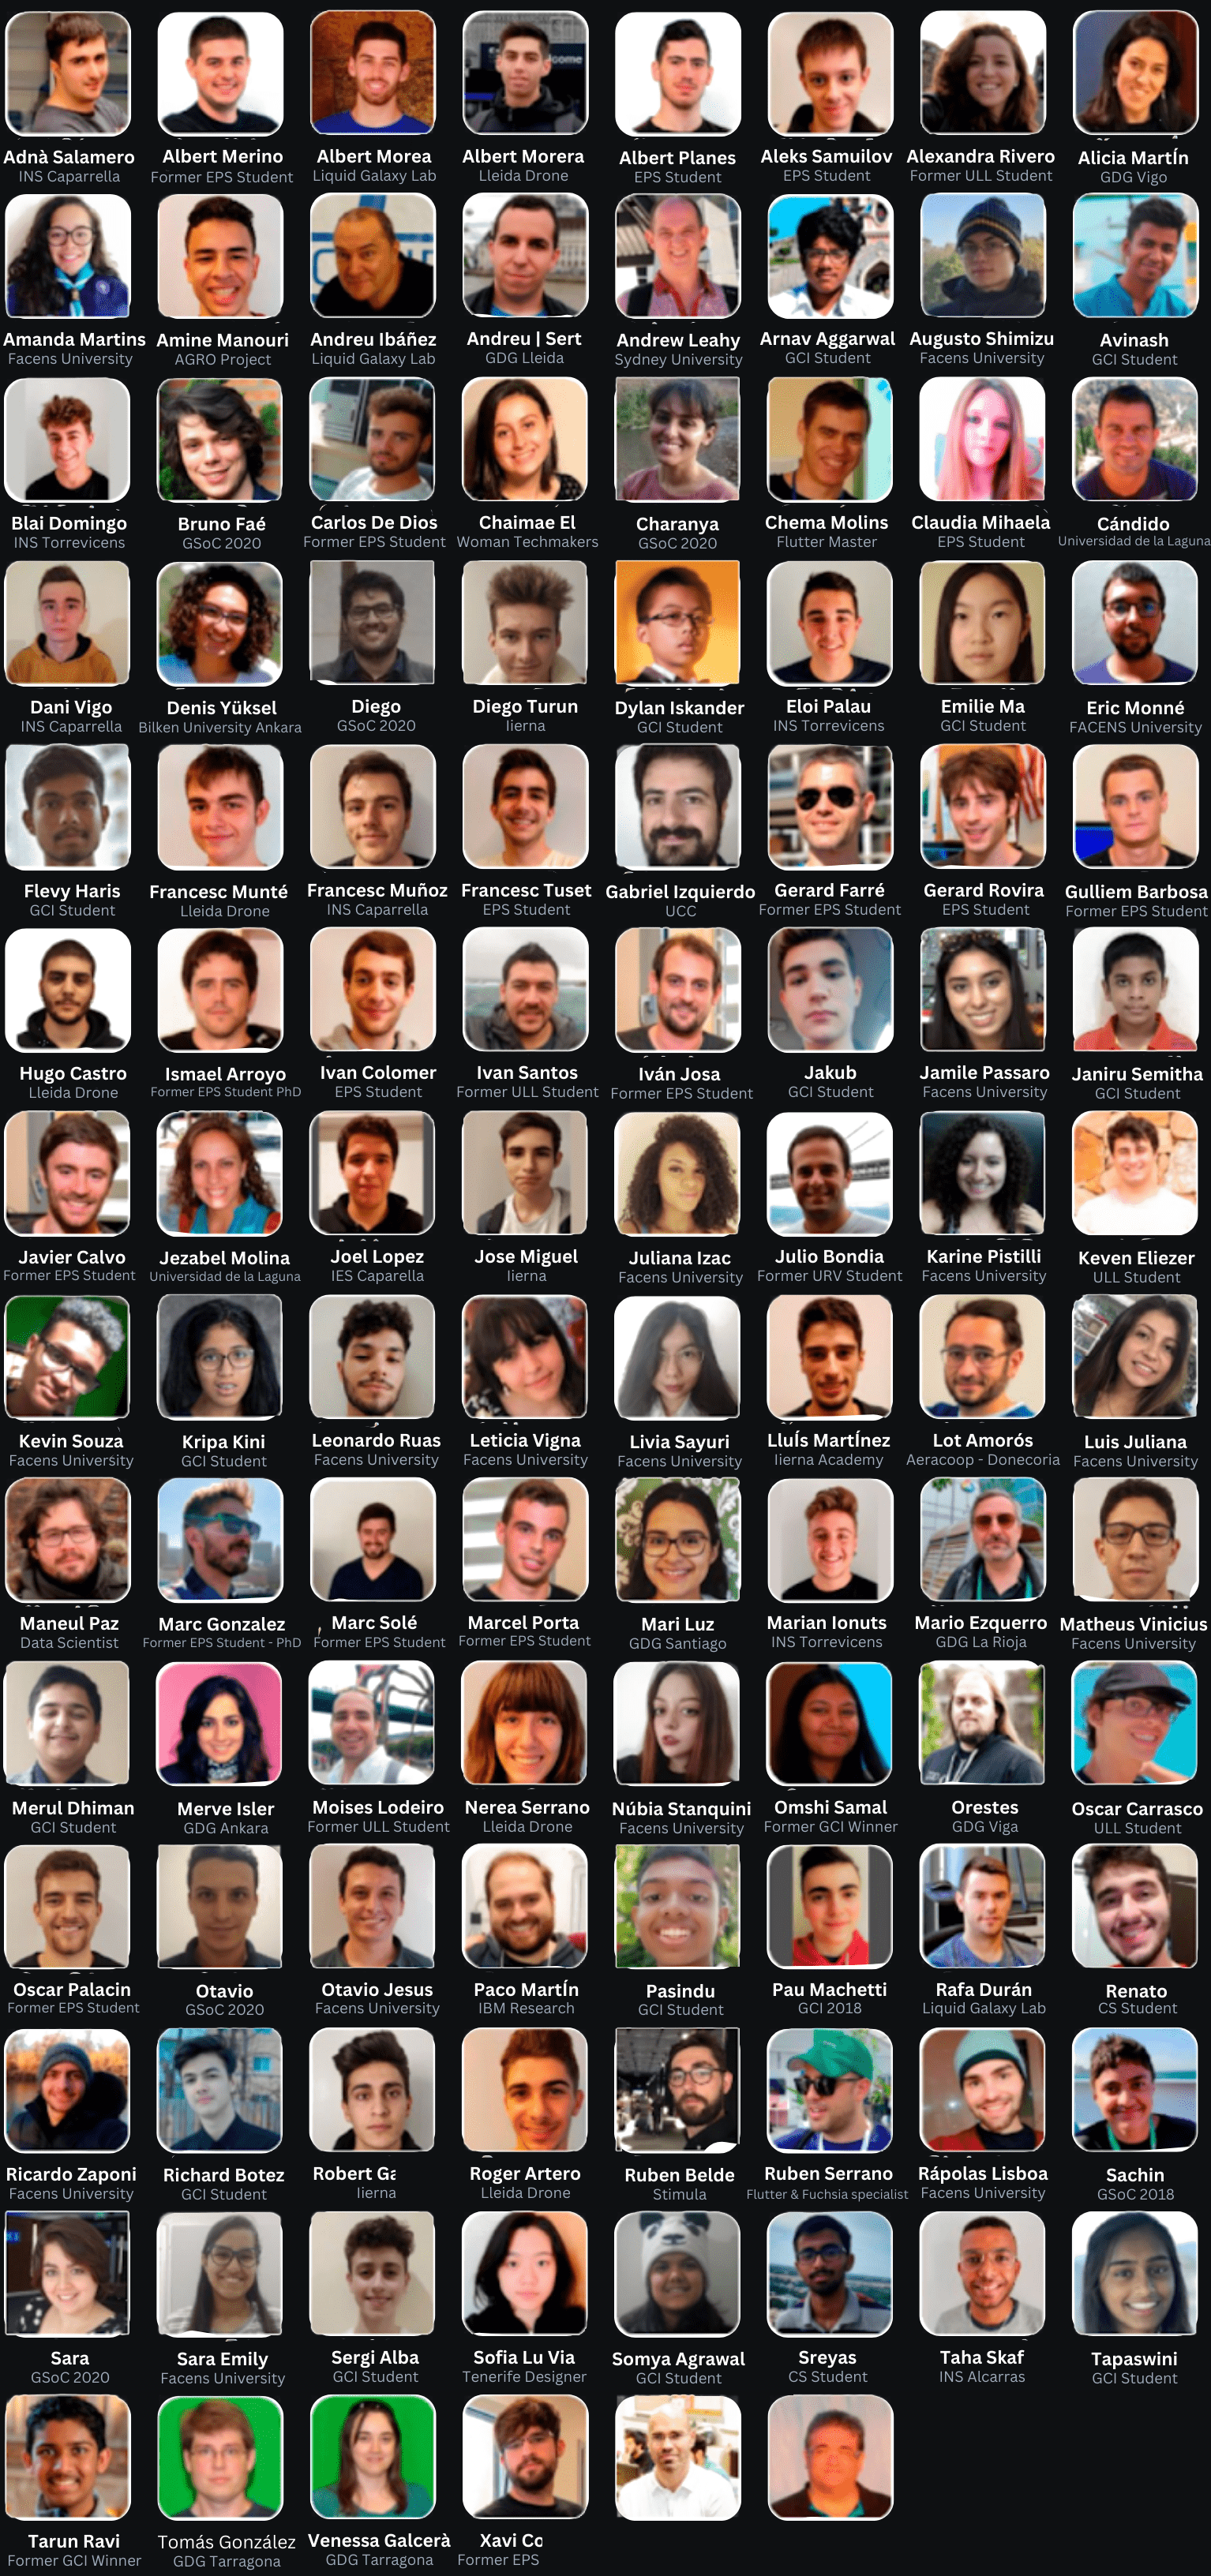 Adnà Salamero Albert Merino Albert Morea Albert Morera Albert Planes Aleks Samuilov Alexandra Rivero Alicia MartÍn
INS Caparrella Former EPS Student Liquid Galaxy Lab Lleida Drone EPS Student EPS Student Former ULL Student GDG Vigo
Amanda Martins Amine Manouri Andreu Ibáñez Andreu | Sert Andrew Leahy Arnav Aggarwal Augusto Shimizu Avinash
Facens University AGRO Project Liquid Galaxy Lab GDG Lleida Sydney University GCI Student Facens University GCI Student
Blai Domingo Bruno Faé Carlos De Dios Chaimae El Charanya Chema Molins Claudia Mihaela Cándido
INS Torrevicens GSoC 2020 Former EPS Student Woman Techmakers GSoC 2020 Flutter Master EPS Student Universidad de la Laguna
Dani Vigo Denis Yüksel Diego Diego Turun Dylan Iskander Eloi Palau Emilie Ma Eric Monné
INS Caparrella Bilken University Ankara GSoC 2020 Iierna GCI Student INS Torrevicens GCI Student FACENS University
Flevy Haris Francesc Munté Francesc Muñoz Francesc Tuset Gabriel Izquierdo Gerard Farré Gerard Rovira Gulliem Barbosa
GCI Student Lleida Drone INS Caparrella EPS Student UCC Former EPS Student EPS Student Former EPS Student
Hugo Castro Ismael Arroyo Ivan Colomer Ivan Santos Iván Josa Jakub Jamile Passaro Janiru Semitha
Lleida Drone Former EPS Student PhD EPS Student Former ULL Student Former EPS Student GCI Student Facens University GCI Student
Javier Calvo Jezabel Molina Joel Lopez Jose Miguel Juliana Izac Julio Bondia Karine Pistilli Keven Eliezer
Former EPS Student Universidad de la Laguna IES Caparella Iierna Facens University Former URV Student Facens University ULL Student
Kevin Souza Kripa Kini Leonardo Ruas Leticia Vigna Livia Sayuri LluÍs MartÍnez Lot Amorós Luis Juliana
Facens University GCI Student Facens University Facens University Facens University Iierna Academy Aeracoop - Donecoria Facens University
Maneul Paz Marc Gonzalez Marc Solé Marcel Porta Mari Luz Marian Ionuts Mario Ezquerro Matheus Vinicius
Data Scientist Former EPS Student - PhD Former EPS Student Former EPS Student GDG Santiago INS Torrevicens GDG La Rioja Facens University
Merul Dhiman Merve Isler Moises Lodeiro Nerea Serrano Núbia Stanquini Omshi Samal Orestes Oscar Carrasco
GCI Student GDG Ankara Former ULL Student Lleida Drone Facens University Former GCI Winner GDG Viga ULL Student
Oscar Palacin Otavio Otavio Jesus Paco MartÍn Pasindu Pau Machetti Rafa Durán Renato
Former EPS Student GSoC 2020 Facens University IBM Research GCI Student GCI 2018 Liquid Galaxy Lab CS Student
Ricardo Zaponi Richard Botez Robert Roger Artero Ruben Belde Ruben Serrano Rápolas Lisboa Sachin
Facens University GCI Student Iierna Lleida Drone Stimula Flutter & Fuchsia specialist Facens University GSoC 2018
Sara Sara Emily Sergi Alba Sofia Lu Via Somya Agrawal Sreyas Taha Skaf Tapaswini
GSoC 2020 Facens University GCI Student Tenerife Designer GCI Student CS Student INS Alcarras GCI Student
Tarun Ravi Tomás González Venessa Galcerà Xavi
Former GCI Winner GDG Tarragona GDG Tarragona Former EPS